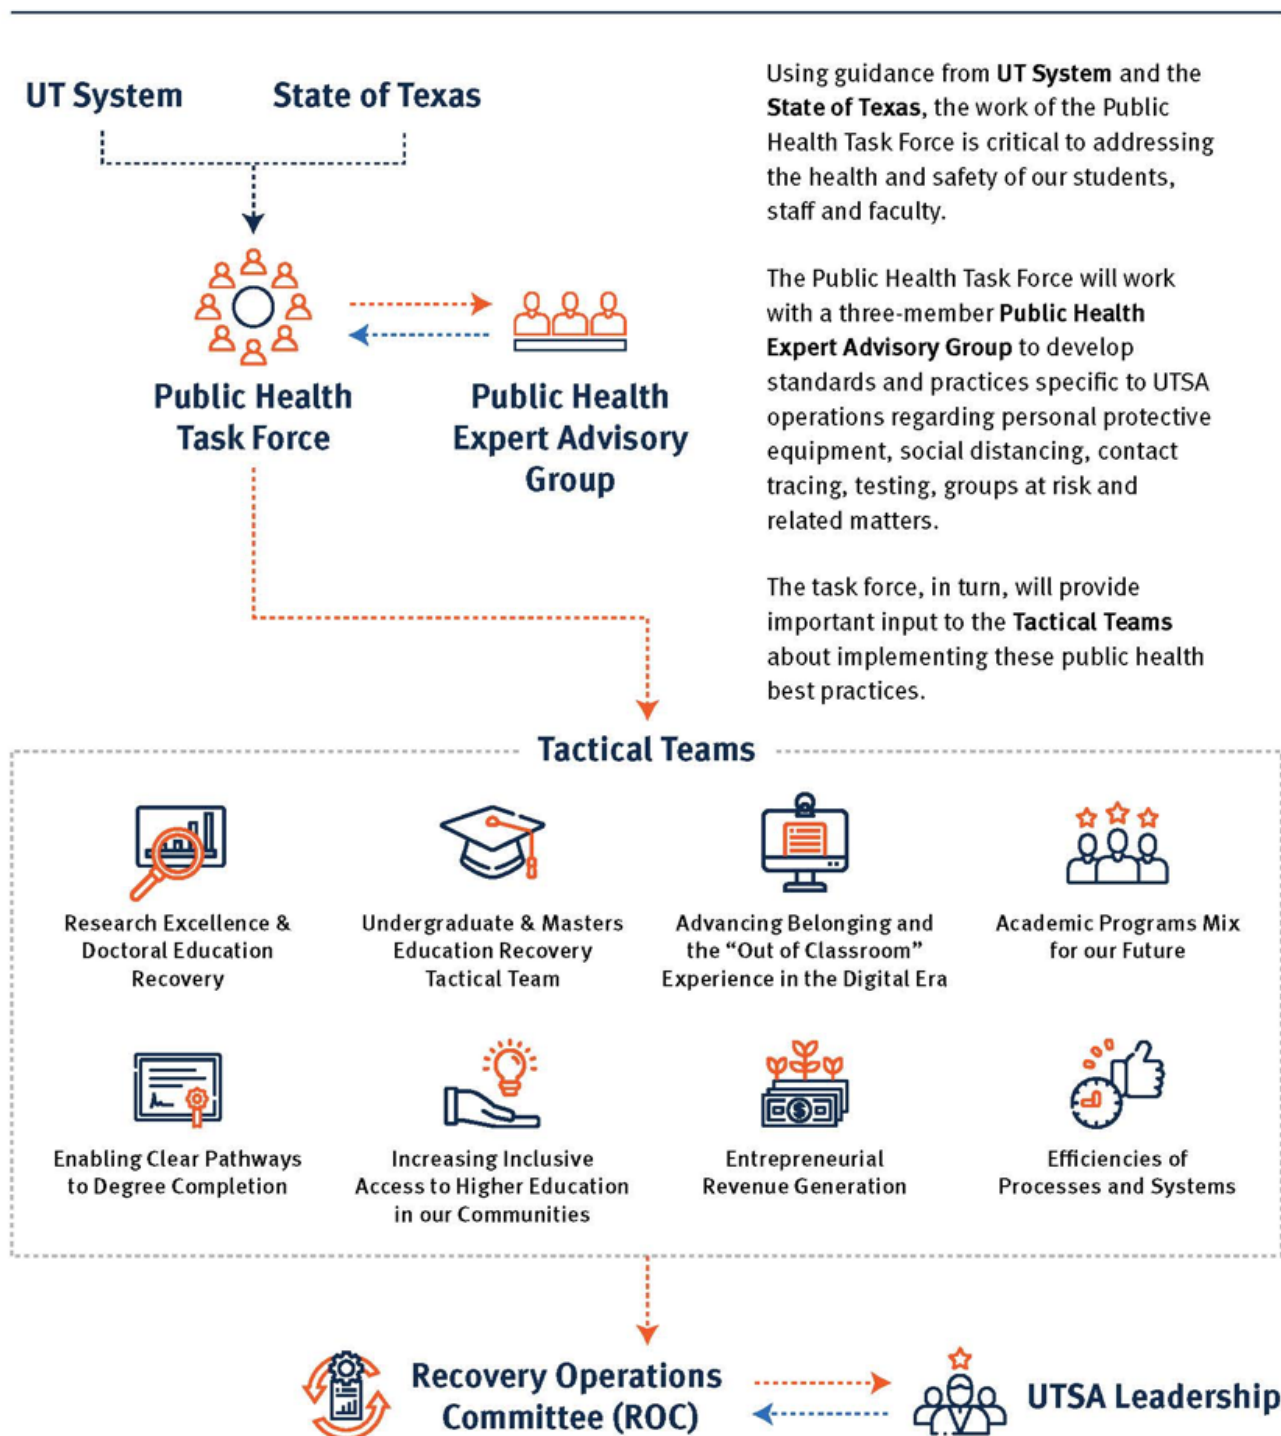 UT System
State of Texas
Using guidance from UT System and the
State of Texas, the work of the Public
Health Task Force is critical to addressing
the health and safety of our students,
staff and faculty.
The Public Health Task Force will work
with a three-member Public Health
Expert Advisory Group to develop
standards and practices specific to UTSA
operations regarding personal protective
equipment, social distancing, contact
tracing, testing, groups at risk and
related matters.
The task force, in turn, will provide
important input to the Tactical Teams
about implementing these public health
best practices.
Public Health
Task Force
Public Health
Expert Advisory
Group
Tactical Teams
Research Excellence &
Doctoral Education
Recovery
Undergraduate & Masters
Education Recovery
Tactical Team
Advancing Belonging and
the “Out of Classroom”
Experience in the Digital Era
Academic Programs Mix
for our Future
Enabling Clear Pathways
to Degree Completion
Increasing Inclusive
Access to Higher Education
in our Communities
Entrepreneurial
Revenue Generation
Efficiencies of
Processes and Systems
Recovery Operations
Committee (ROC)
UTSA Leadership